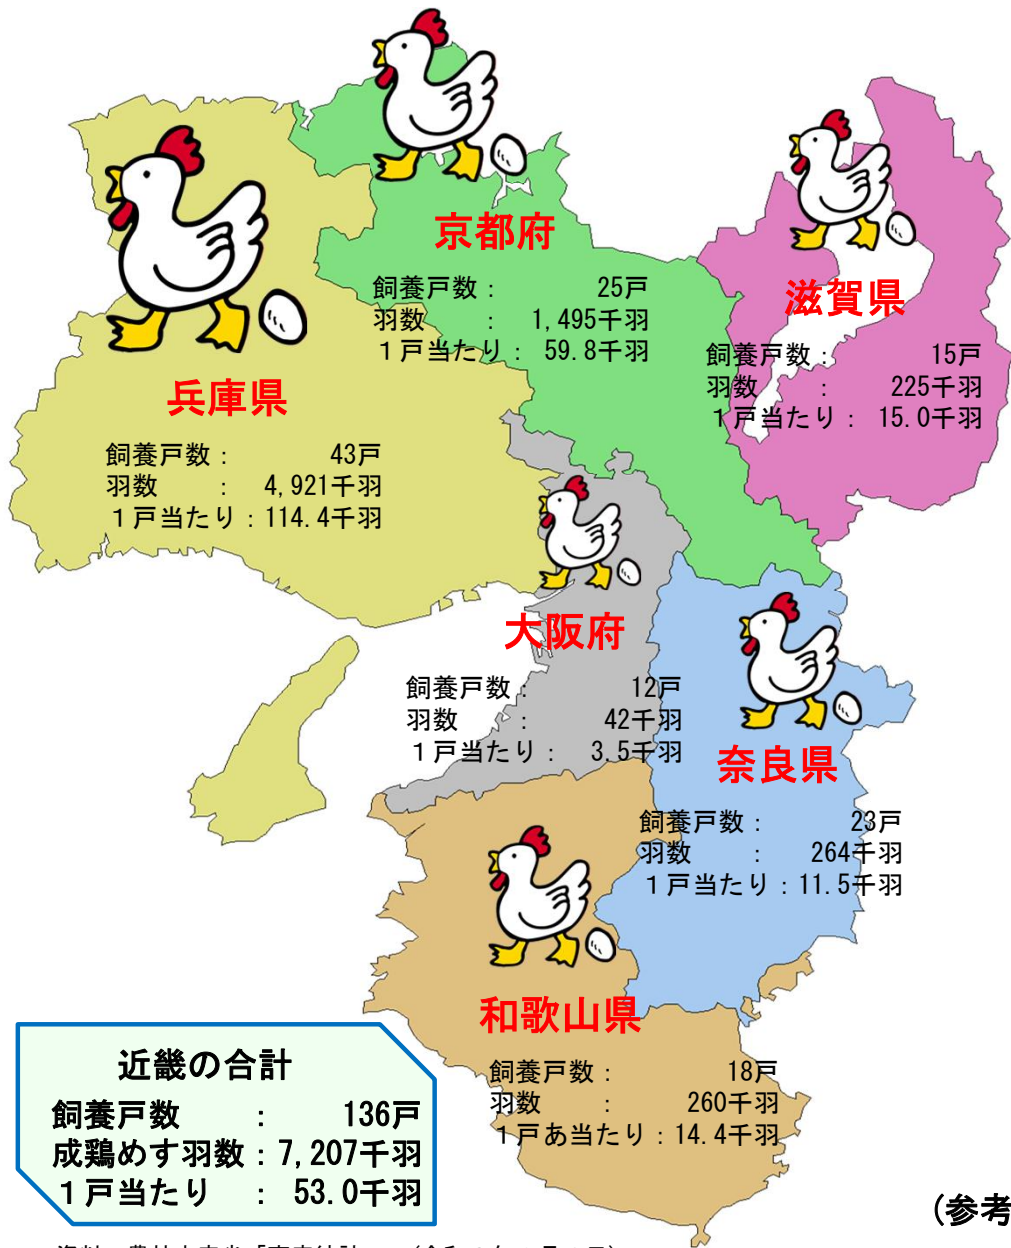 京都府
飼養戸数： 25戸
羽数 ： 1,495千羽
１戸当たり： 59.8千羽
滋賀県
飼養戸数： 15戸
羽数 ： 225千羽
１戸当たり： 15.0千羽
兵庫県
飼養戸数： 43戸
羽数 ： 4,921千羽
１戸当たり：114.4千羽
大阪府
飼養戸数： 12戸
羽数 ： 42千羽
１戸当たり： 3.5千羽
奈良県
飼養戸数： 23戸
羽数 ： 264千羽
１戸当たり：11.5千羽
和歌山県
飼養戸数： 18戸
羽数 ： 260千羽
１戸あ当たり：14.4千羽
近畿の合計
飼養戸数 ： 136戸
成鶏めす羽数：7,207千羽
１戸当たり ： 53.0千羽
(参考